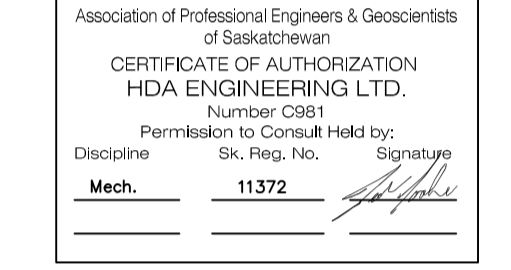 Association of Professional Engineers & Geoscientists
of Saskatchewan
CERTIFICATE OF AUTHORIZATION
HDA ENGINEERING LTD.
Number C981
Permission to Consult Held by:
Discipline Sk. Reg. No. Signature
Mech. 11372